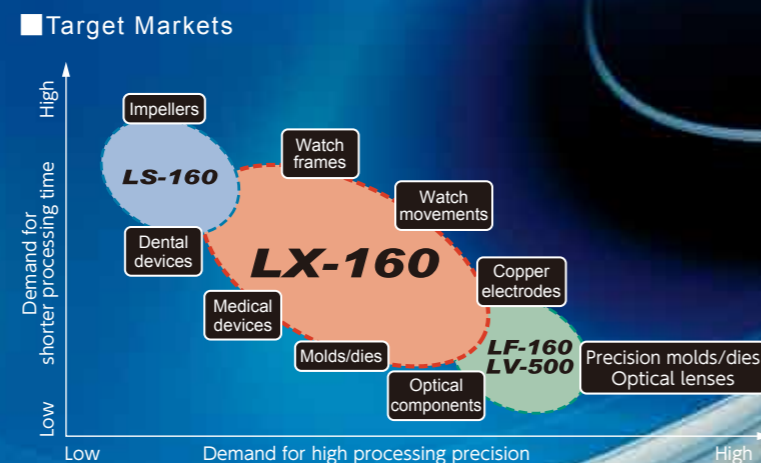 Target Markets
High
Demand for
shorter processing time
Low
Impellers
LS-160
Dental
devices
Watch
frames
Watch
movements
LX-160
Medical
devices
Molds/dies
Copper
electrodes
LF-160
LV-500
Optical
components
Precision molds/dies
Optical lenses
Low
Demand for high processing precision
High